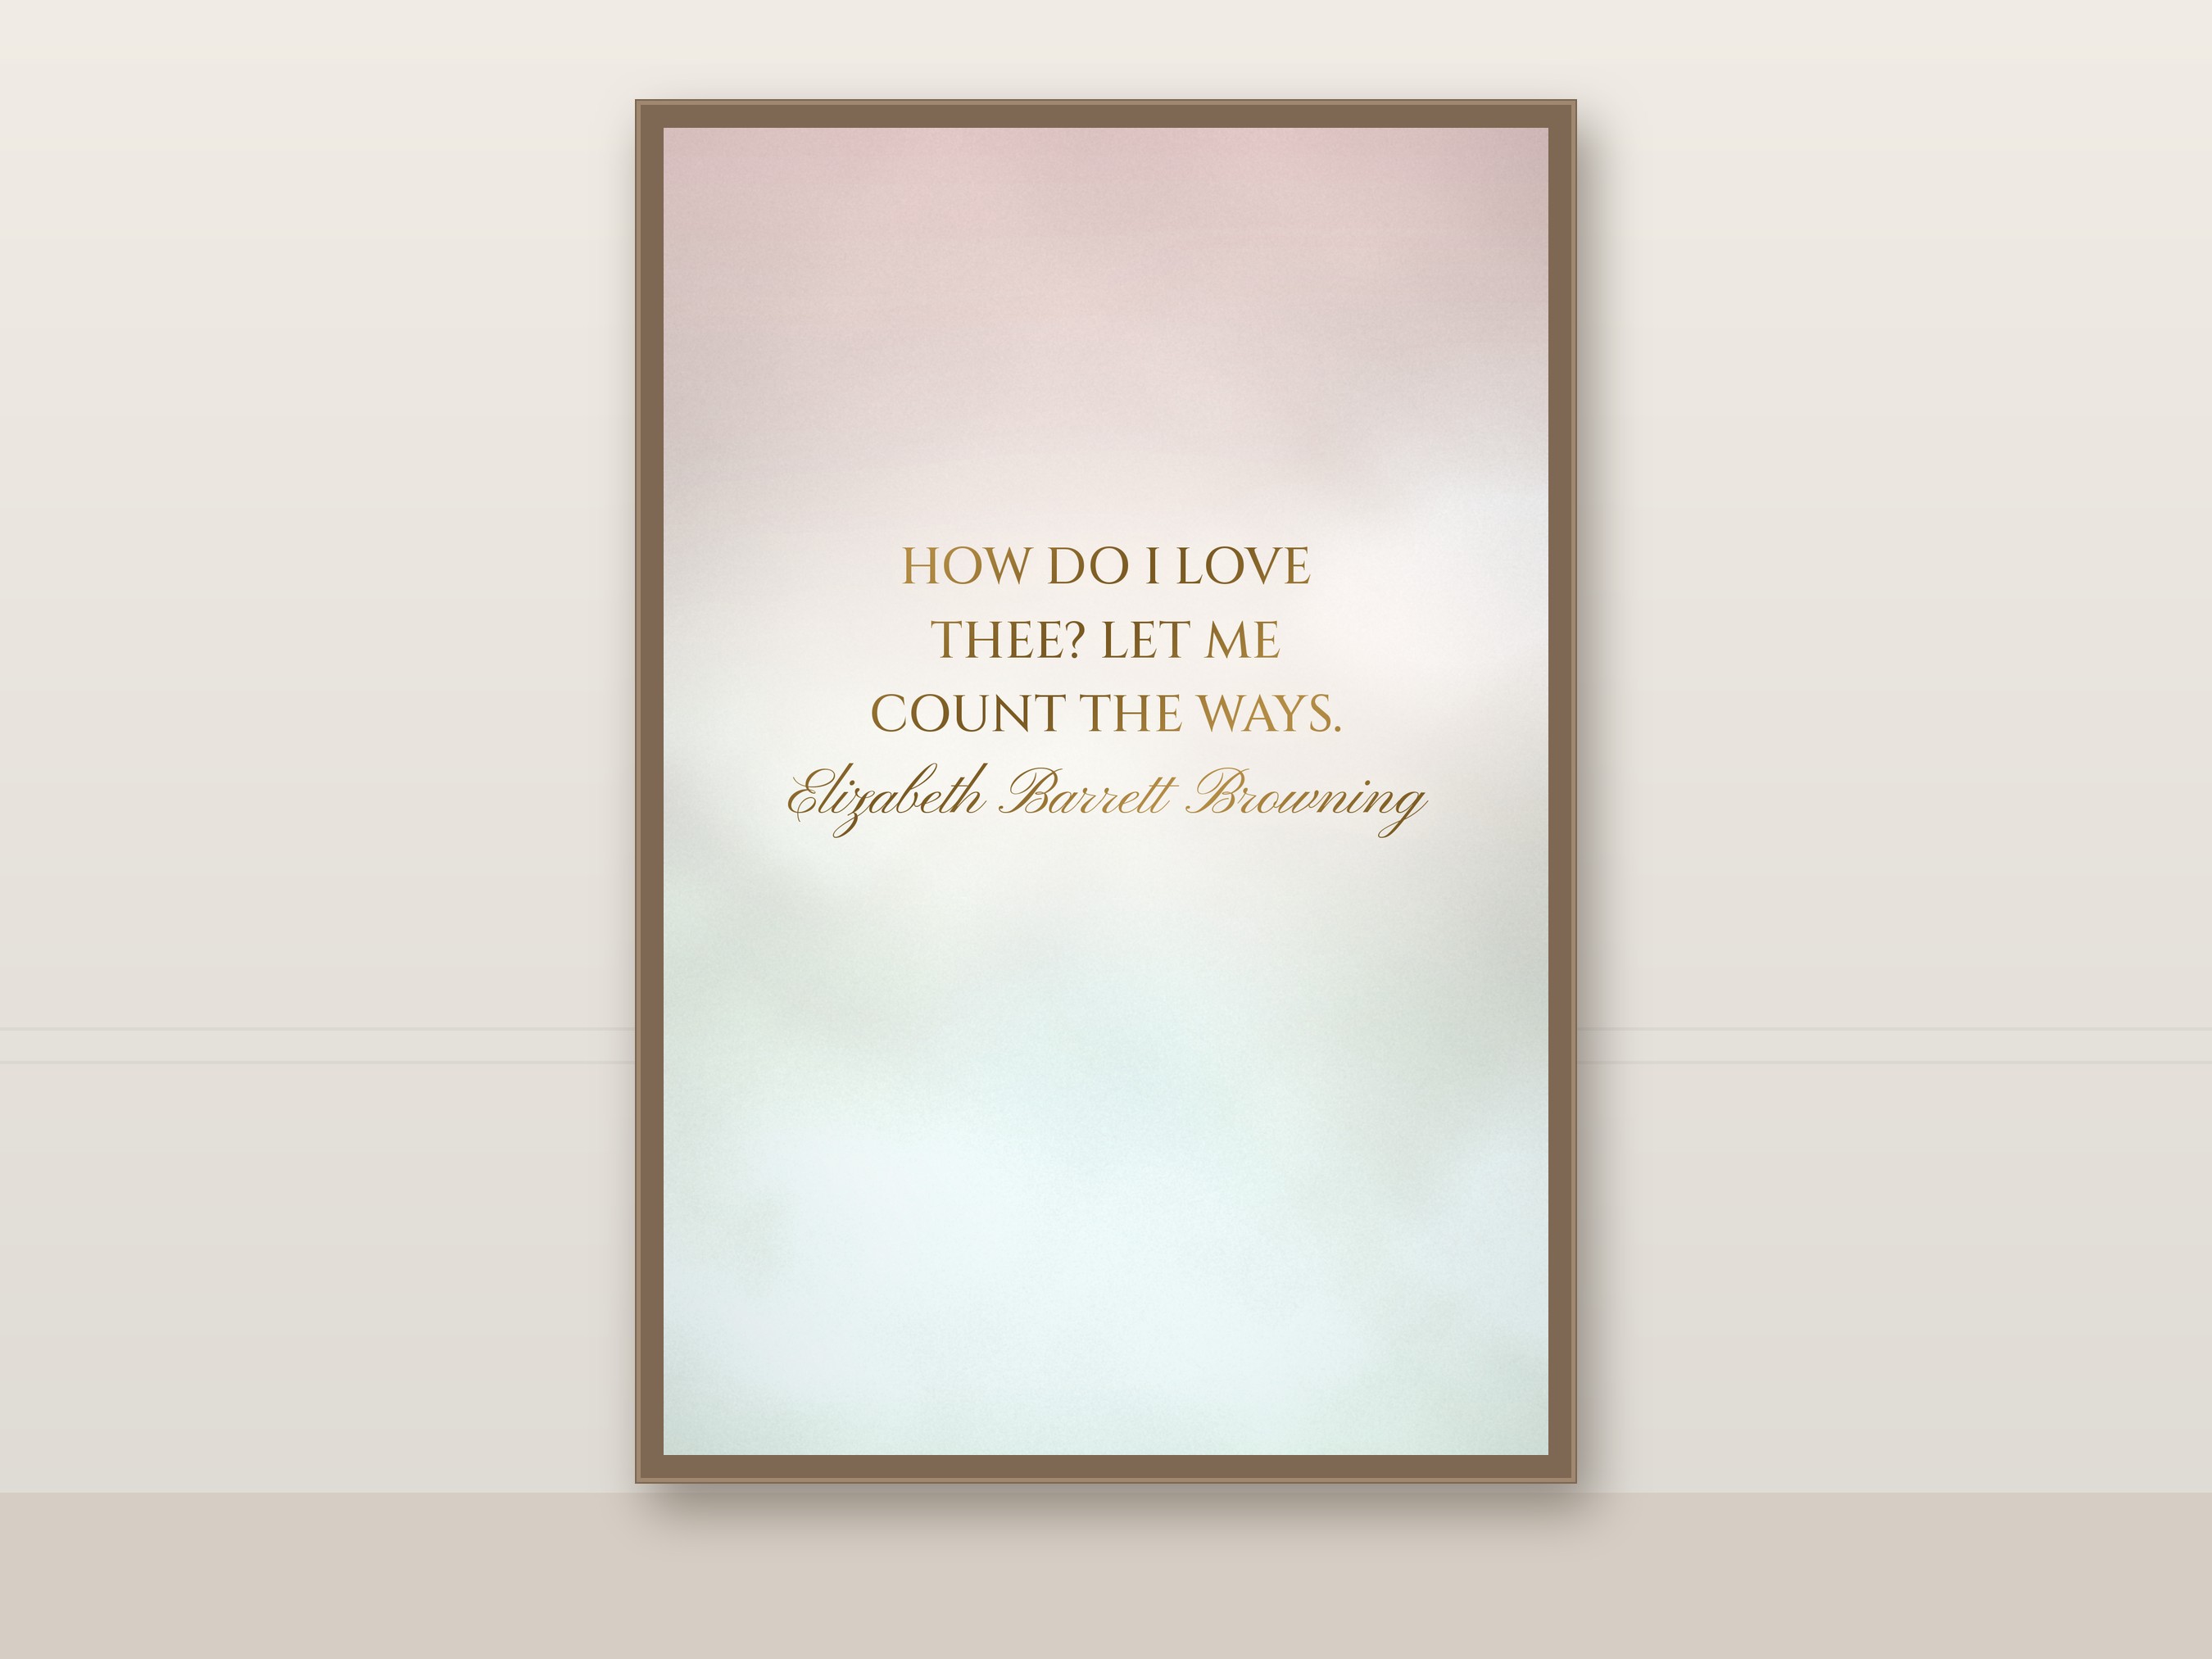 HOW DO I LOVE
THEE? LET ME
COUNT THE WAYS.
Elizabeth Barrett Browning